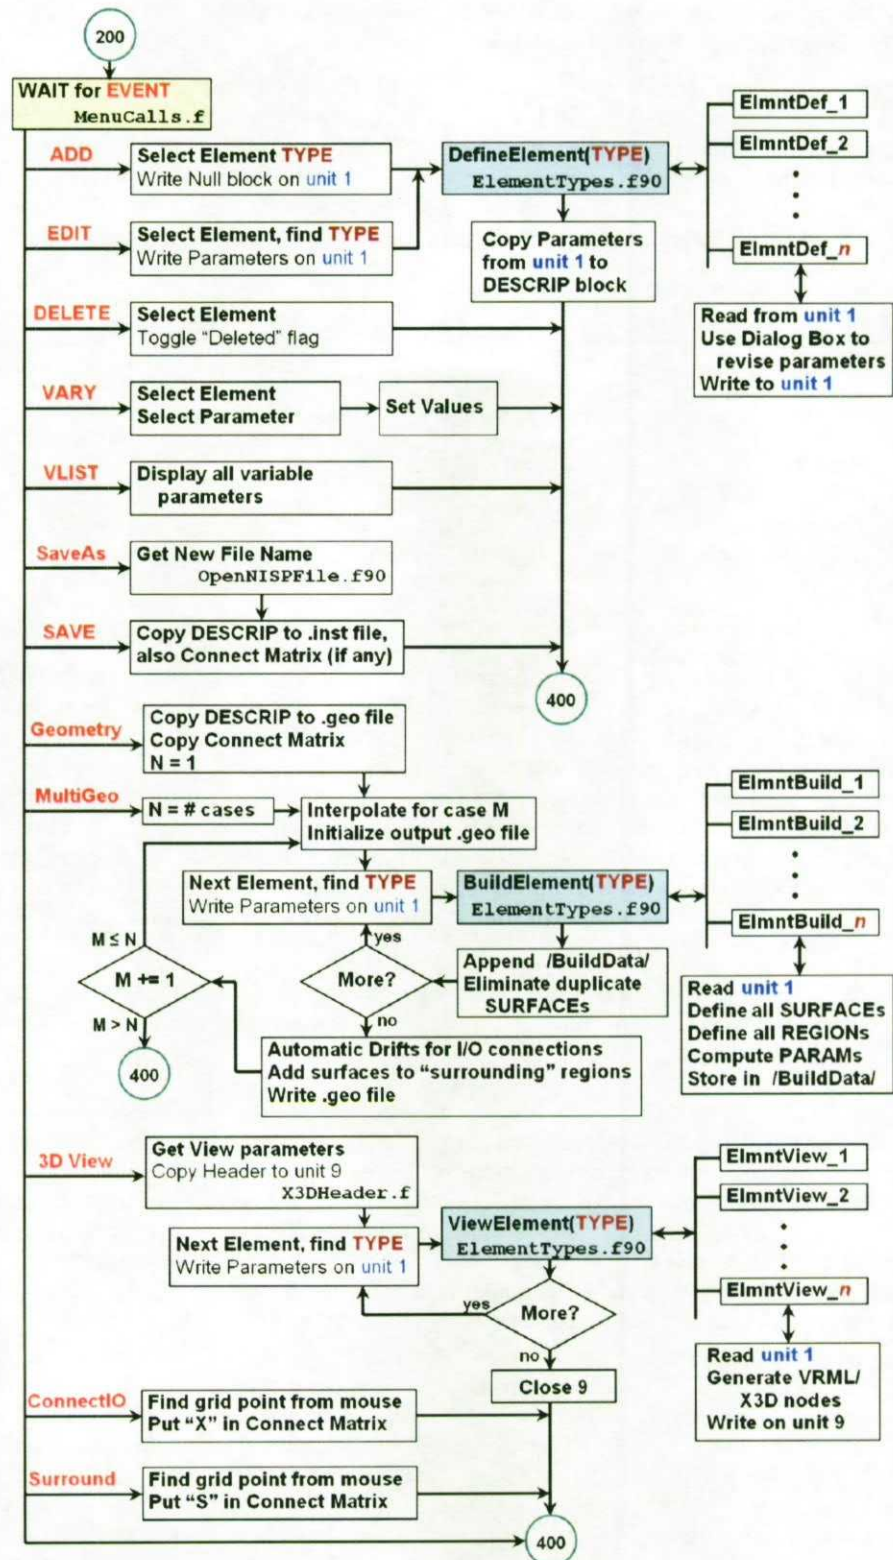 200
WAIT for EVENT
MenuCalls.f
ADD
Select Element TYPE
Write Null block on unit 1
DefineElement(TYPE)
ElementTypes.f90
ElmntDef_1
ElmntDef_2
ElmntDef_n
EDIT
Select Element, find TYPE
Write Parameters on unit 1
Copy Parameters
from unit 1 to
DESCRIP block
Read from unit 1
Use Dialog Box to
revise parameters
Write to unit 1
DELETE
Select Element
Toggle "Deleted" flag
VARY
Select Element
Select Parameter
Set Values
VLIST
Display all variable
parameters
SaveAs
Get New File Name
OpenNISPFile.f90
SAVE
Copy DESCRIP to .inst file,
also Connect Matrix (if any)
400
Geometry
Copy DESCRIP to .geo file
Copy Connect Matrix
N = 1
MultiGeo
N = # cases
Interpolate for case M
Initialize output .geo file
Next Element, find TYPE
Write Parameters on unit 1
BuildElement(TYPE)
ElementTypes.f90
ElmntBuild_1
ElmntBuild_2
ElmntBuild_n
M ≤ N
yes
M += 1
More?
Append /BuildData/
Eliminate duplicate
SURFACEs
Read unit 1
Define all SURFACEs
Define all REGIONs
Compute PARAMs
Store in /BuildData/
M > N
no
400
Automatic Drifts for I/O connections
Add surfaces to "surrounding" regions
Write .geo file
3D View
Get View parameters
Copy Header to unit 9
X3DHeader.f
Next Element, find TYPE
Write Parameters on unit 1
ViewElement(TYPE)
ElementTypes.f90
ElmntView_1
ElmntView_2
ElmntView_n
yes
More?
no
Close 9
Read unit 1
Generate VRML/
X3D nodes
Write on unit 9
ConnectIO
Find grid point from mouse
Put "X" in Connect Matrix
Surround
Find grid point from mouse
Put "S" in Connect Matrix
400